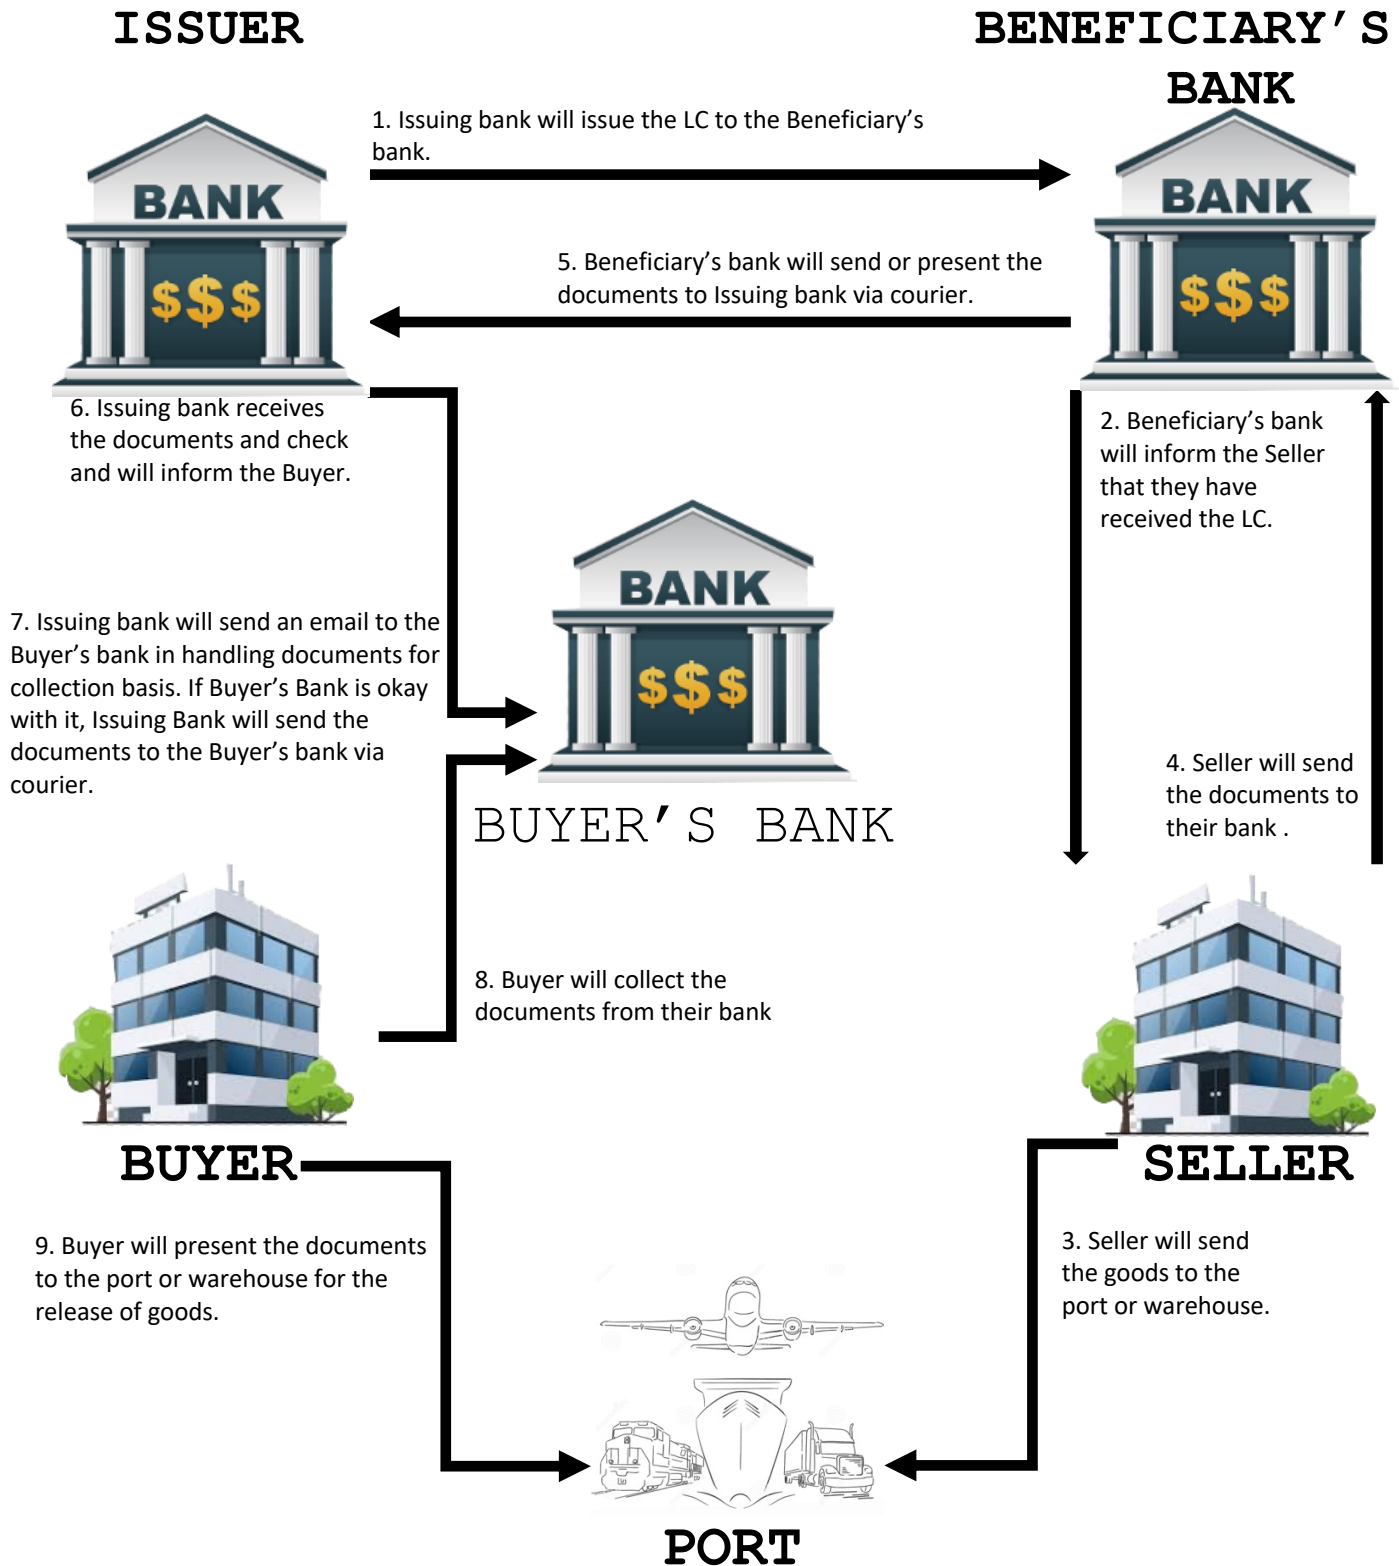 ISSUER
BENEFICIARY’S
BANK
1. Issuing bank will issue the LC to the Beneficiary’s
bank.
BANK
$$$
BANK
$$$
5. Beneficiary’s bank will send or present the
documents to Issuing bank via courier.
6. Issuing bank receives
the documents and check
and will inform the Buyer.
2. Beneficiary’s bank
will inform the Seller
that they have
received the LC.
BANK
$$$
7. Issuing bank will send an email to the
Buyer’s bank in handling documents for
collection basis. If Buyer’s Bank is okay
with it, Issuing Bank will send the
documents to the Buyer’s bank via
courier.
BUYER’S BANK
4. Seller will send
the documents to
their bank .
8. Buyer will collect the
documents from their bank
BUYER
SELLER
9. Buyer will present the documents
to the port or warehouse for the
release of goods.
3. Seller will send
the goods to the
port or warehouse.
PORT